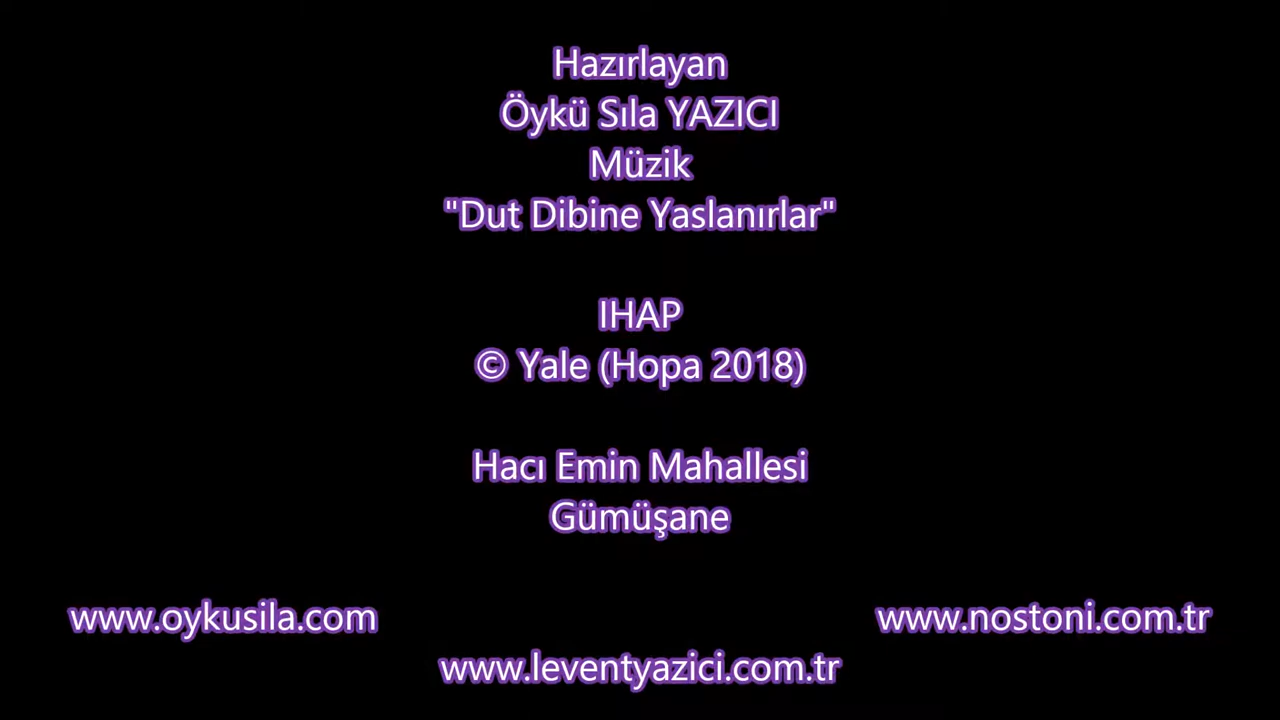 Hazırlayan
Öykü Sıla YAZICI
Müzik
"Dut Dibine Yaslanırlar"
IHAP
© Yale (Hopa 2018)
Hacı Emin Mahallesi
Gümüşane
www.oykusila.com
www.nostoni.com.tr
www.leventyazici.com.tr